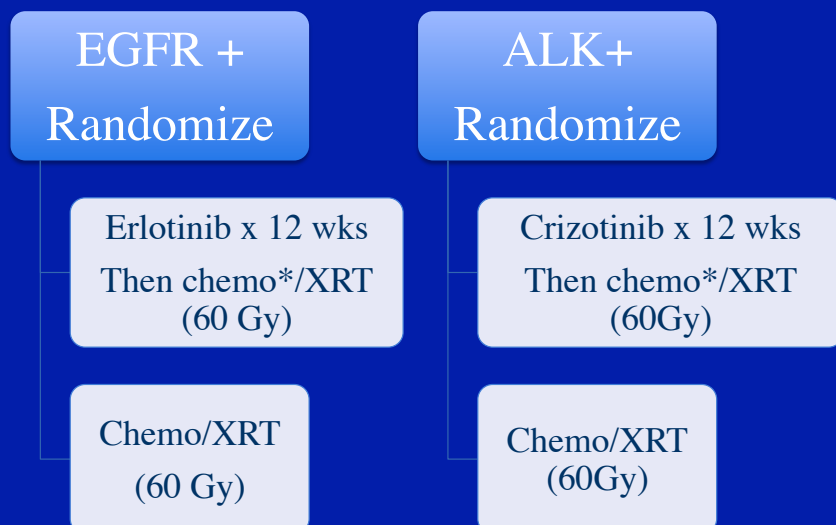 EGFR +
Randomize
Erlotinib x 12 wks
Then chemo*/XRT
(60 Gy)
Chemo/XRT
(60 Gy)
ALK+
Randomize
Crizotinib x 12 wks
Then chemo*/XRT
(60Gy)
Chemo/XRT
(60Gy)